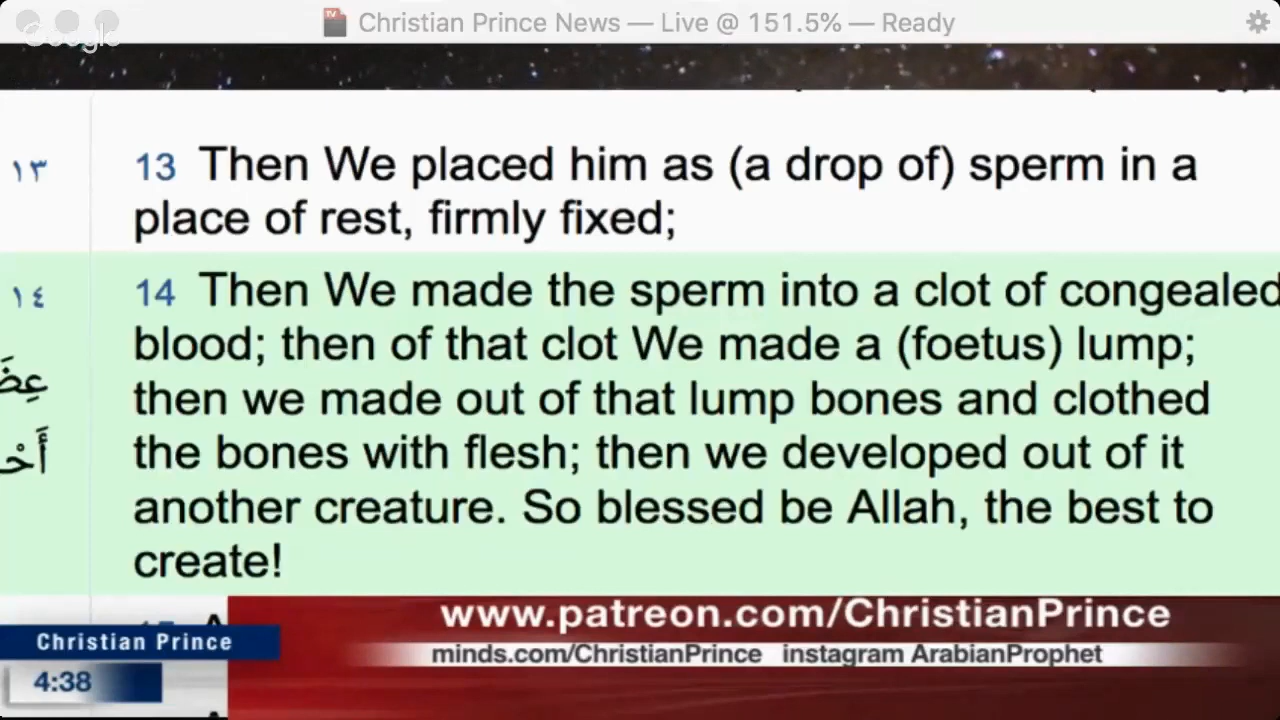 Christian Prince News — Live @ 151.5% — Ready
Google
TV
١٣ 13 Then We placed him as (a drop of) sperm in a
place of rest, firmly fixed;
١٤ 14 Then We made the sperm into a clot of congealed
blood; then of that clot We made a (foetus) lump;
then we made out of that lump bones and clothed
the bones with flesh; then we developed out of it
another creature. So blessed be Allah, the best to
create!
www.patreon.com/ChristianPrince
Christian Prince
minds.com/ChristianPrince instagram ArabianProphet
4:38